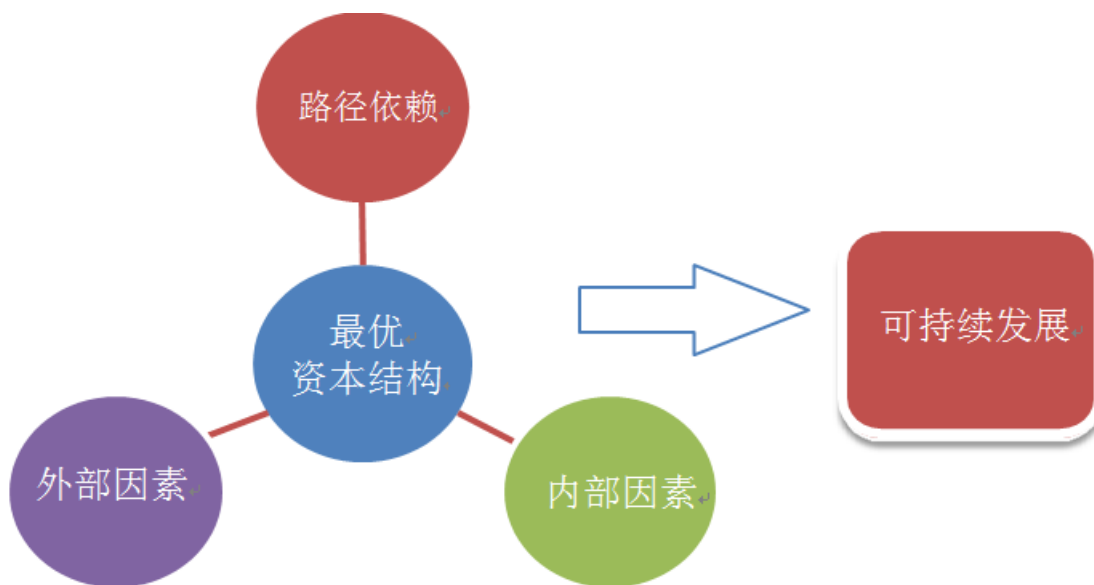 路径依赖
最优
资本结构
可持续发展
外部因素
内部因素